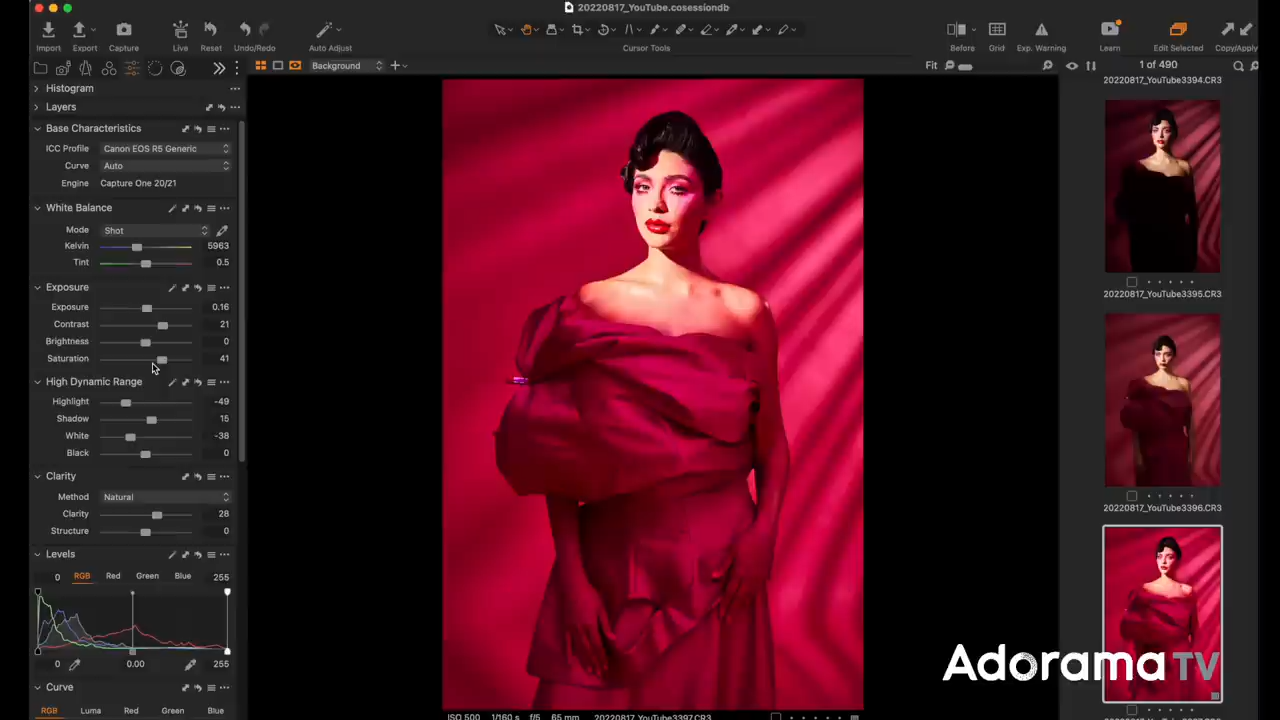 20220817_YouTube.cosessiondb
Import Export Capture Live Reset Undo/Redo Auto Adjust Cursor Tools Before Grid Exp. Warning Learn Edit Selected Copy/Apply
Background Fit 1 of 490
Histogram
Layers
Base Characteristics
ICC Profile Canon EOS R5 Generic
Curve Auto
Engine Capture One 20/21
White Balance
Mode Shot
Kelvin 5963
Tint 0.5
Exposure
Exposure 0.16
Contrast 21
Brightness 0
Saturation 41
High Dynamic Range
Highlight -49
Shadow 15
White -38
Black 0
Clarity
Method Natural
Clarity 28
Structure 0
Levels
0 RGB Red Green Blue 255
0 0.00 255
Curve
RGB Luma Red Green Blue
ISO 500 1/160 s f/5 65 mm 20220817_YouTube3397.CR3
20220817_YouTube3394.CR3
20220817_YouTube3395.CR3
20220817_YouTube3396.CR3
Adorama TV